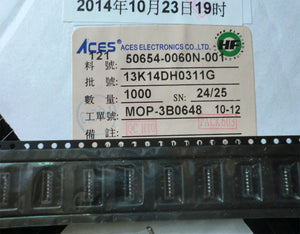 2014年10月23日19时
ACES ACES ELECTRONICS CO.,LTD.
HF
121
料號: 50654-0060N-001
批號: 13K14DH0311G
數量: 1000 SN: 24/25
工單號: MOP-3B0648 10-12
備註